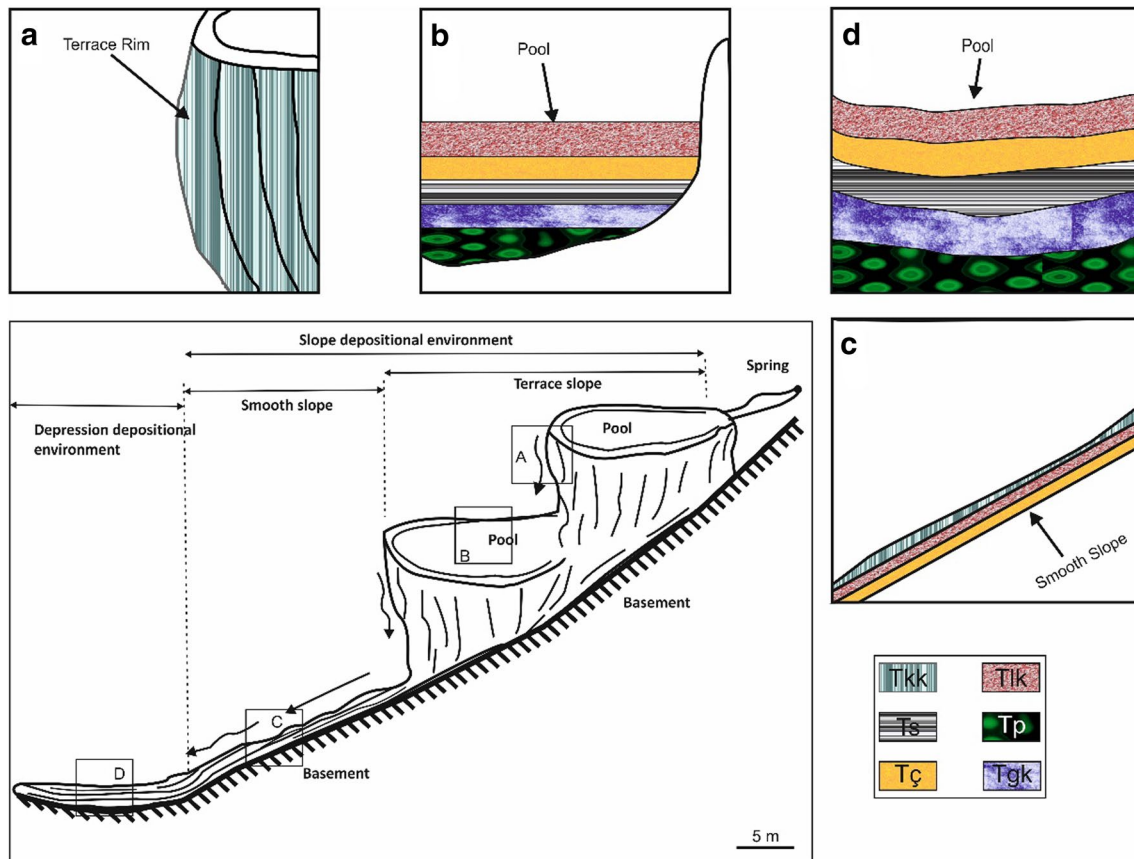 a
Terrace Rim
b
Pool
d
Pool
Slope depositional environment
Spring
Terrace slope
Smooth slope
Depression depositional
environment
Pool
A
Pool
B
Basement
C
Basement
D
5 m
c
Smooth Slope
Tkk
Tlk
Ts
Tp
Tç
Tgk